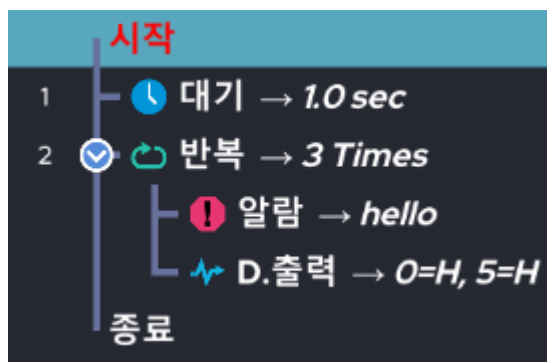 시작
1 대기 → 1.0 sec
2 반복 → 3 Times
알람 → hello
D.출력 → 0=H, 5=H
종료